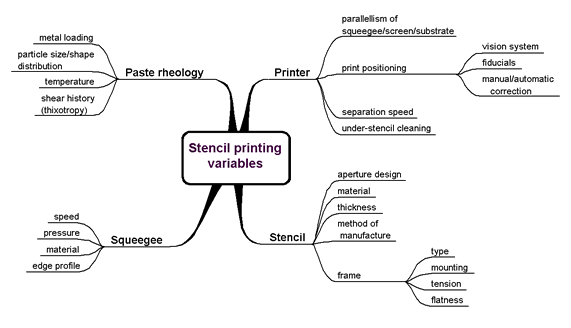 Stencil printing
variables
Paste rheology
metal loading
particle size/shape
distribution
temperature
shear history
(thixotropy)
Printer
parallellism of
squeegee/screen/substrate
print positioning
vision system
fiducials
manual/automatic
correction
separation speed
under-stencil cleaning
Squeegee
speed
pressure
material
edge profile
Stencil
aperture design
material
thickness
method of
manufacture
frame
type
mounting
tension
flatness